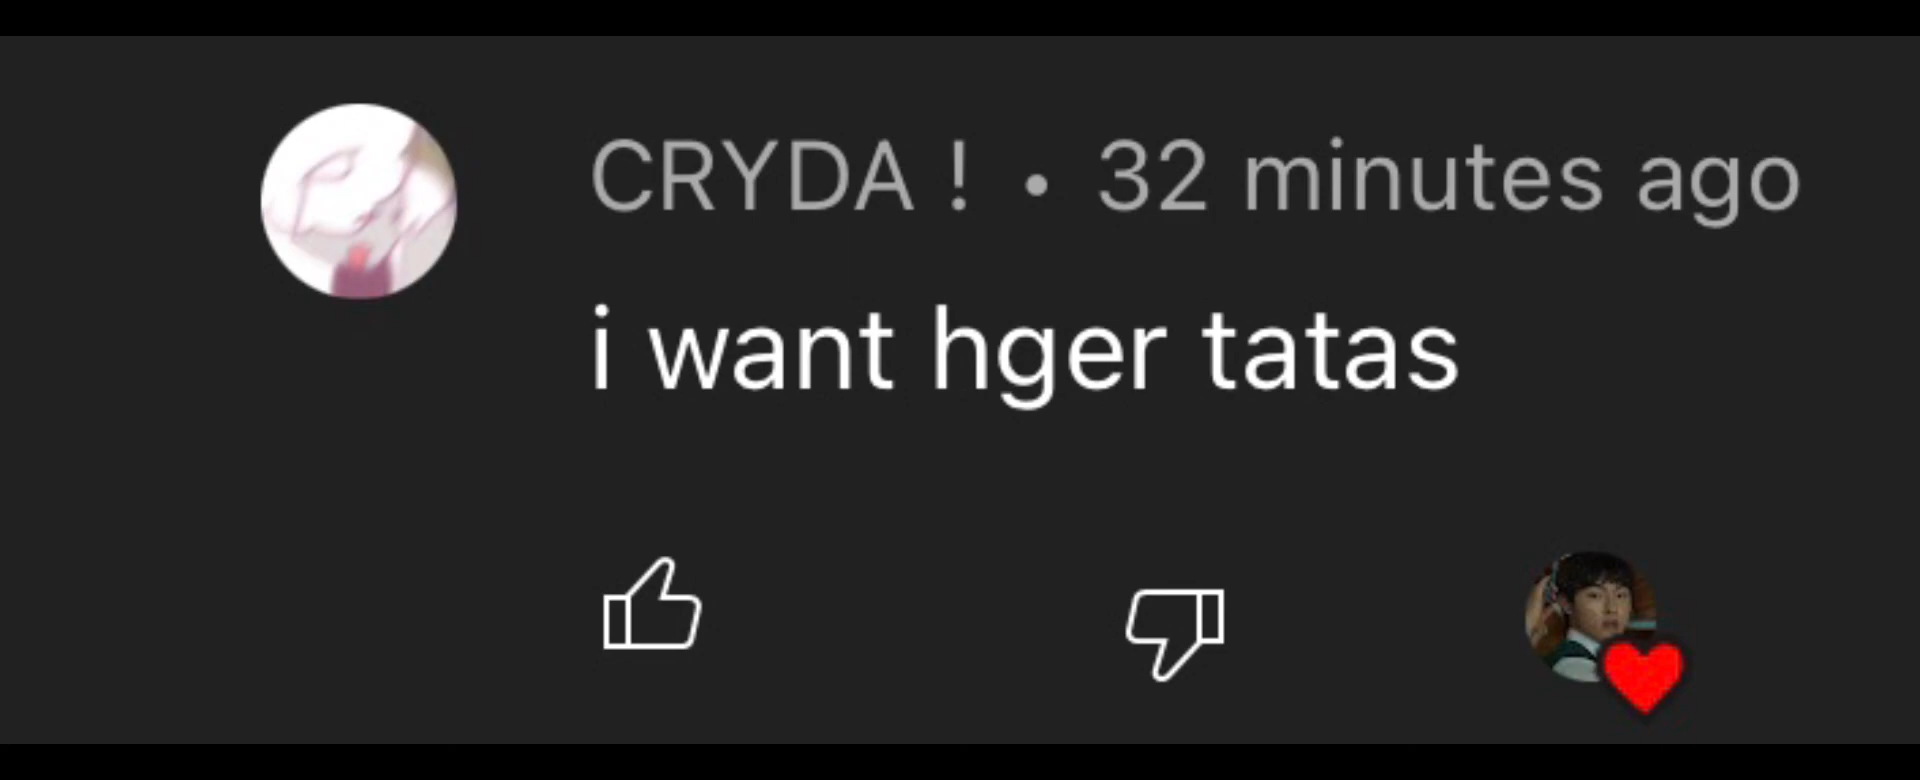 CRYDA ! • 32 minutes ago
i want hger tatas